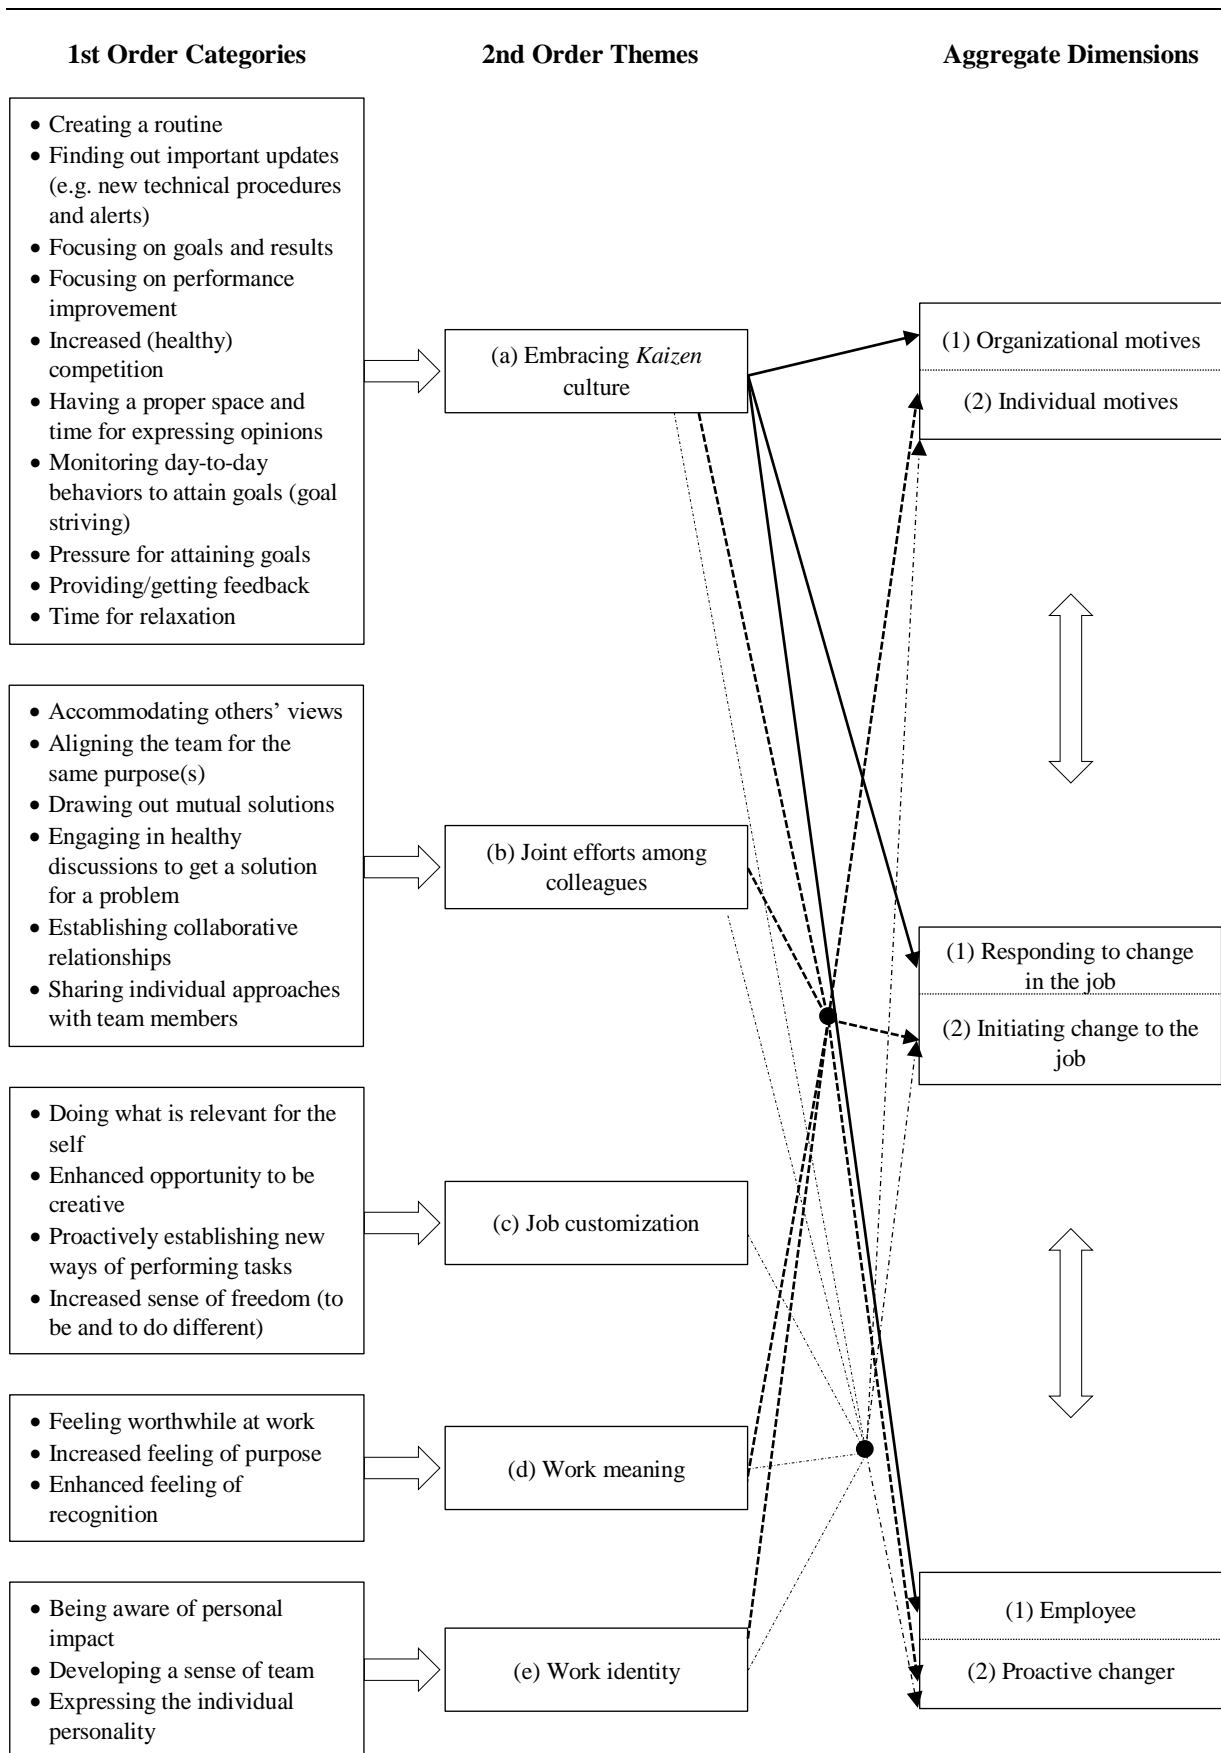 1st Order Categories
2nd Order Themes
Aggregate Dimensions
• Creating a routine
• Finding out important updates
(e.g. new technical procedures
and alerts)
• Focusing on goals and results
• Focusing on performance
improvement
• Increased (healthy)
competition
• Having a proper space and
time for expressing opinions
• Monitoring day-to-day
behaviors to attain goals (goal
striving)
• Pressure for attaining goals
• Providing/getting feedback
• Time for relaxation
(a) Embracing Kaizen
culture
(1) Organizational motives
(2) Individual motives
• Accommodating others’ views
• Aligning the team for the
same purpose(s)
• Drawing out mutual solutions
• Engaging in healthy
discussions to get a solution
for a problem
• Establishing collaborative
relationships
• Sharing individual approaches
with team members
(b) Joint efforts among
colleagues
(1) Responding to change
in the job
(2) Initiating change to the
job
• Doing what is relevant for the
self
• Enhanced opportunity to be
creative
• Proactively establishing new
ways of performing tasks
• Increased sense of freedom (to
be and to do different)
(c) Job customization
• Feeling worthwhile at work
• Increased feeling of purpose
• Enhanced feeling of
recognition
(d) Work meaning
• Being aware of personal
impact
• Developing a sense of team
• Expressing the individual
personality
(e) Work identity
(1) Employee
(2) Proactive changer